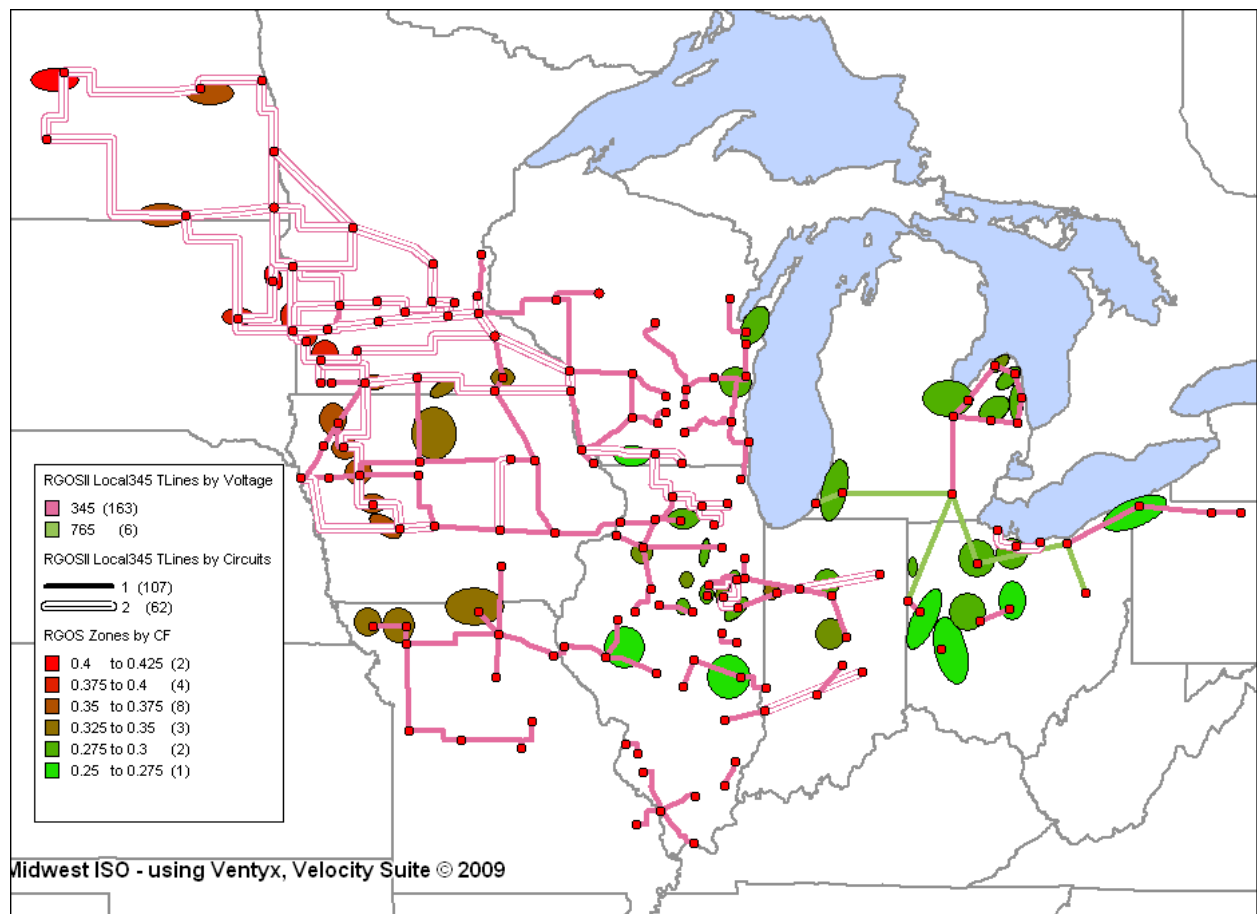 RGOSII Local345 TLines by Voltage
345 (163)
765 (6)
RGOSII Local345 TLines by Circuits
1 (107)
2 (62)
RGOS Zones by CF
0.4 to 0.425 (2)
0.375 to 0.4 (4)
0.35 to 0.375 (8)
0.325 to 0.35 (3)
0.275 to 0.3 (2)
0.25 to 0.275 (1)
Midwest ISO - using Ventyx, Velocity Suite © 2009